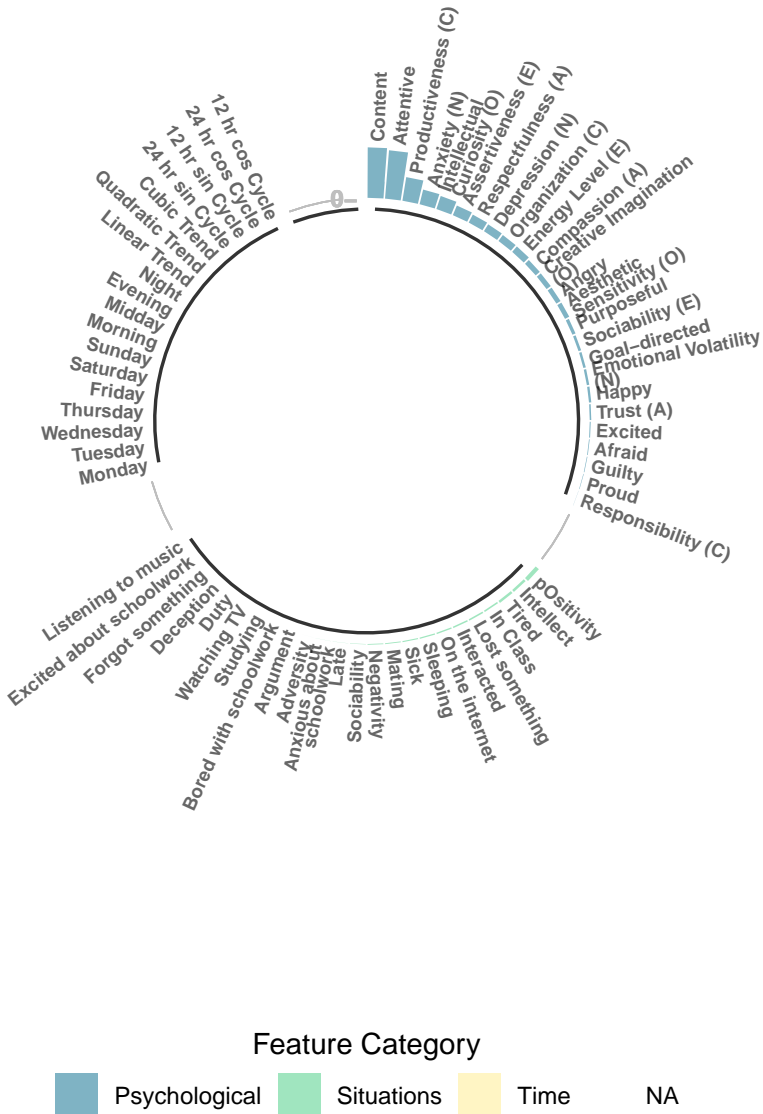 Content
Attentive
Productiveness (C)
Anxiety (N)
Intellectual
Curiosity (O)
Assertiveness (E)
Respectfulness (A)
Depression (N)
Organization (C)
Energy Level (E)
Compassion (A)
Creative Imagination
(O)
Angry
Aesthetic
Sensitivity (O)
Purposeful
Sociability (E)
Goal−directed
Emotional Volatility
(N)
Happy
Trust (A)
Excited
Afraid
Guilty
Proud
Responsibility (C)
pOsitivity
Intellect
Tired
In Class
Lost something
Interacted
On the internet
Sleeping
Sick
Mating
Negativity
Sociability
Late
Anxious about
schoolwork
Adversity
Argument
Bored with schoolwork
Studying
Watching TV
Duty
Deception
Forgot something
Excited about schoolwork
Listening to music
Monday
Tuesday
Wednesday
Thursday
Friday
Saturday
Sunday
Morning
Midday
Evening
Night
Linear Trend
Quadratic Trend
Cubic Trend
24 hr sin Cycle
12 hr sin Cycle
24 hr cos Cycle
12 hr cos Cycle
Feature Category
Psychological Situations Time NA